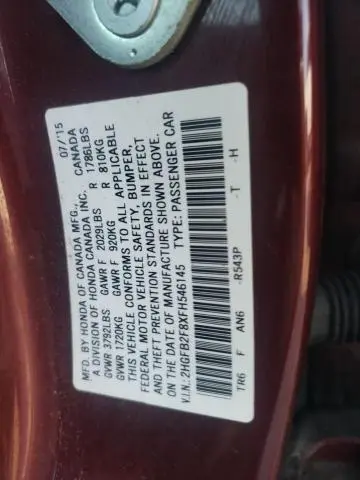 MFD. BY HONDA OF CANADA MFG., 07/15
A DIVISION OF HONDA CANADA INC., CANADA
GVWR 3792LBS GAWR F 2029LBS R 1786LBS
GVWR 1720KG GAWR F 920KG R 810KG
THIS VEHICLE CONFORMS TO ALL APPLICABLE
FEDERAL MOTOR VEHICLE SAFETY, BUMPER,
AND THEFT PREVENTION STANDARDS IN EFFECT
ON THE DATE OF MANUFACTURE SHOWN ABOVE.
V.I.N.: 2HGFB2F8XFH546145 TYPE: PASSENGER CAR
TR6 F AN6 -R543P -T -H